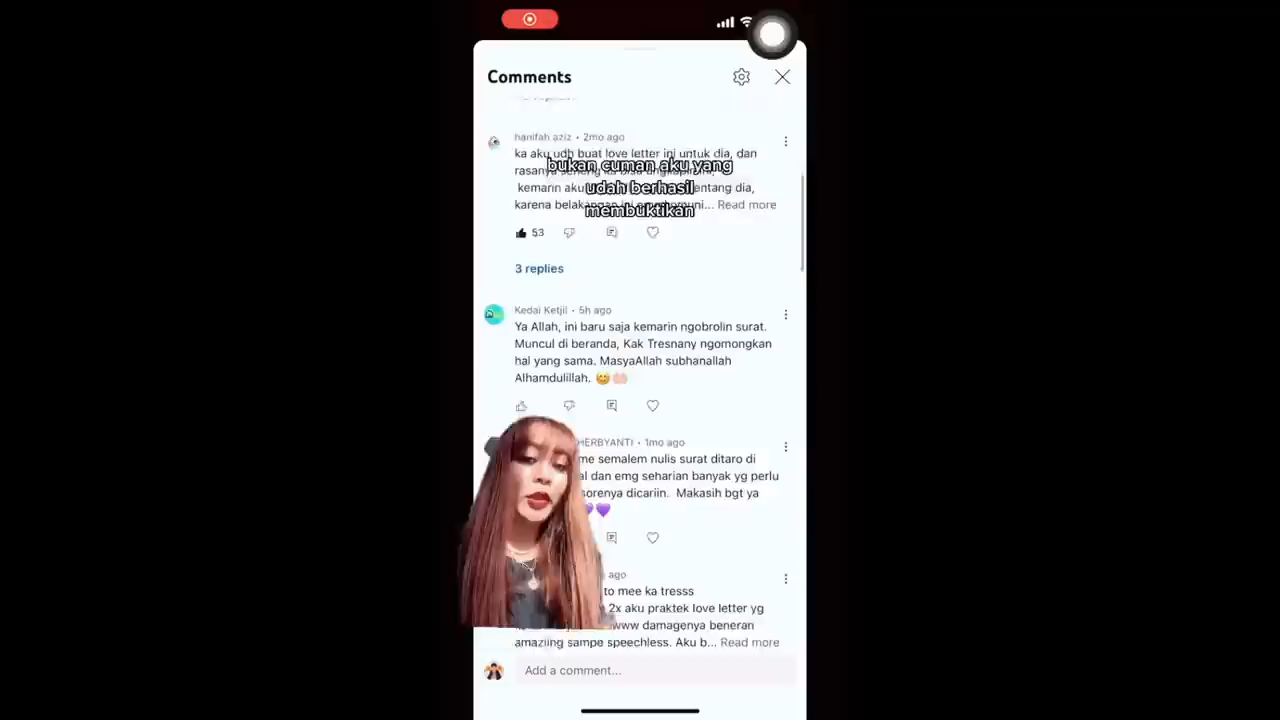 Comments
hanifah aziz • 2mo ago
ka aku udh buat love letter ini untuk dia, dan
bukan cuman aku yang
rasanya
kemarin aku entang dia,
udah berhasil
karena belakangan ini ... Read more
membuktikan
53
3 replies
Kedai Ketjil • 5h ago
Ya Allah, ini baru saja kemarin ngobrolin surat.
Muncul di beranda, Kak Tresnany ngomongkan
hal yang sama. MasyaAllah subhanallah
Alhamdulillah. 😊🤲🏻
HERBYANTI • 1mo ago
me semalem nulis surat ditaro di
al dan emg seharian banyak yg perlu
sorenya dicariin. Makasih bgt ya
💜
ago
to mee ka tresss
2x aku praktek love letter yg
www damagenya beneran
amaziing sampe speechless. Aku b... Read more
Add a comment...